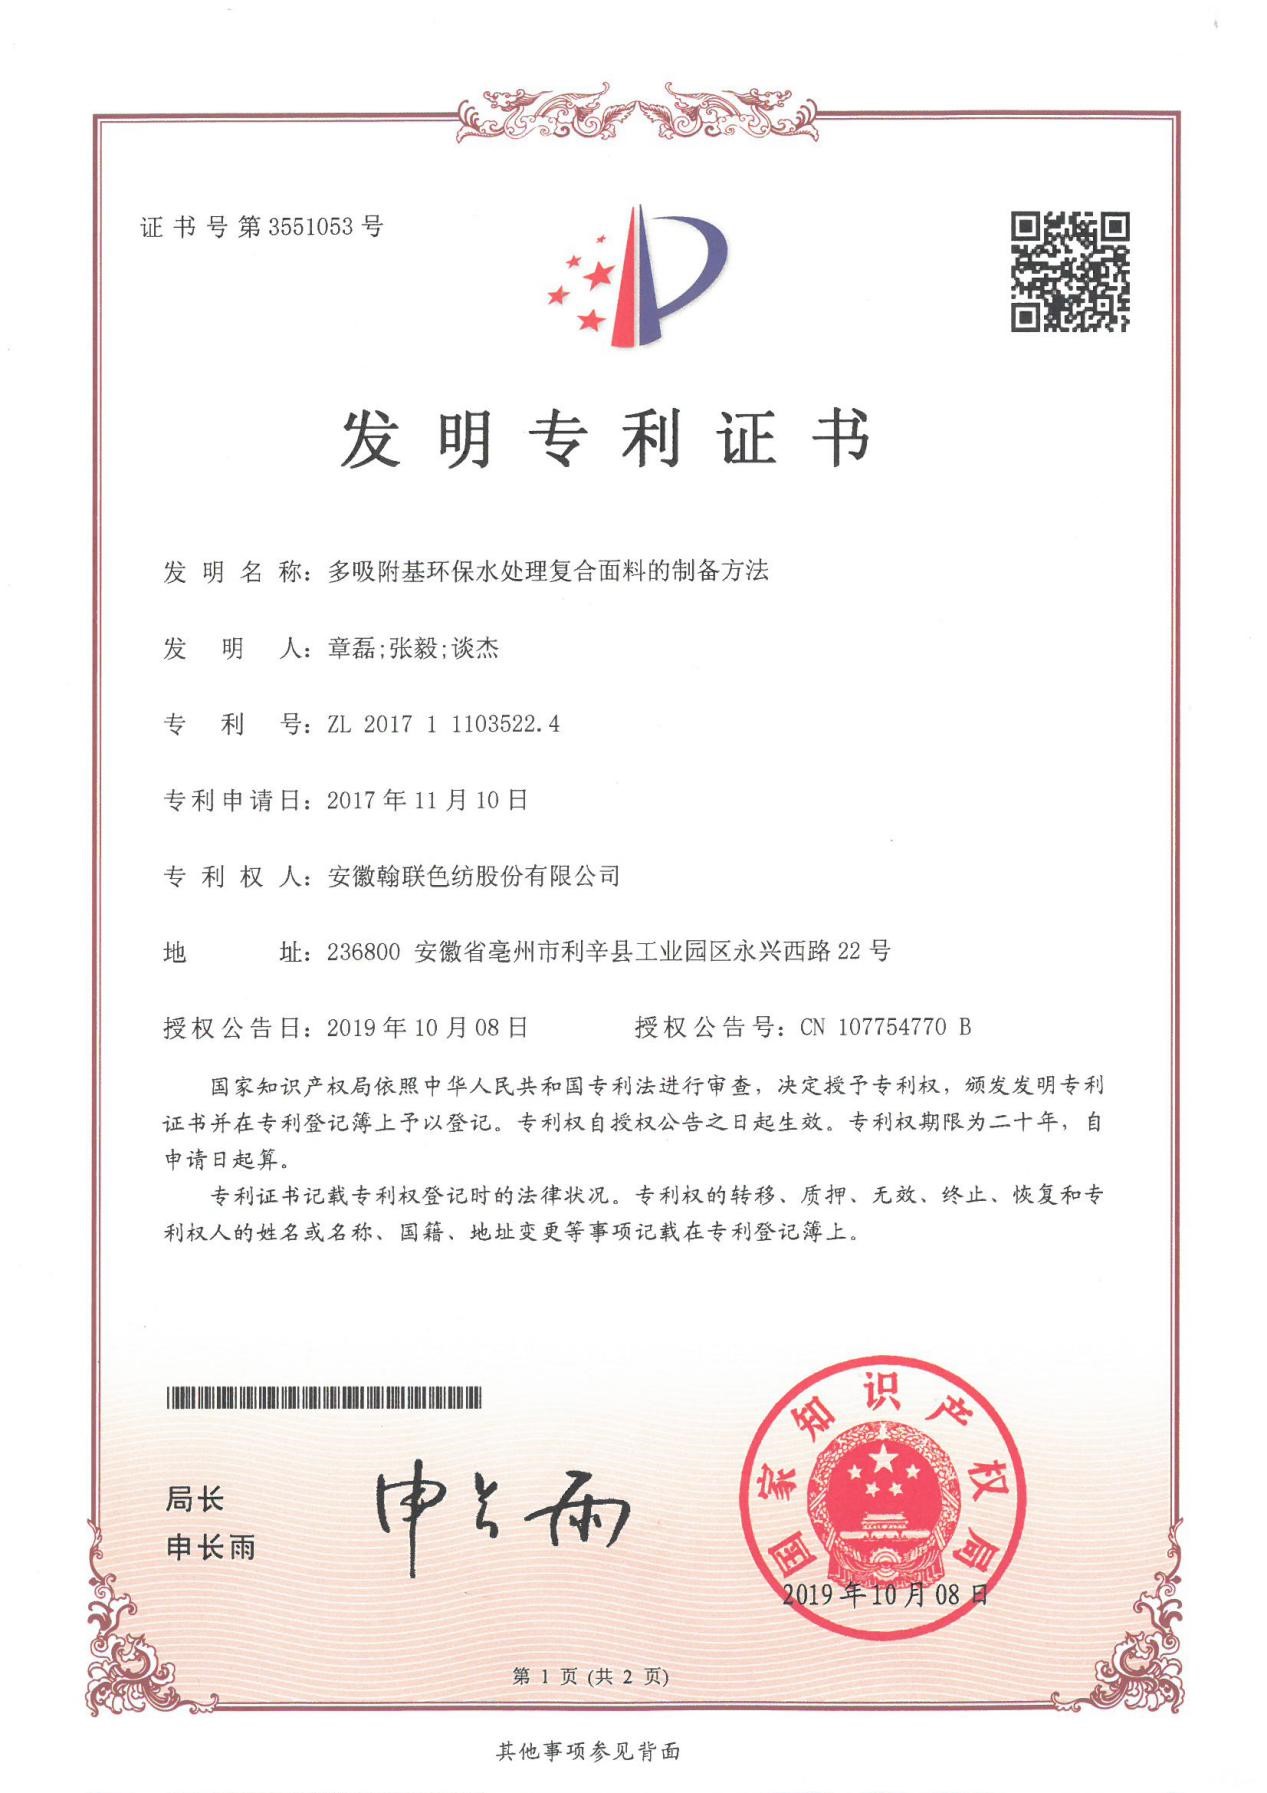 证书号第3551053号
发明专利证书
发明名称：多吸附基环保水处理复合面料的制备方法
发明人：章磊;张毅;谈杰
专利号：ZL 2017 1 1103522.4
专利申请日：2017年11月10日
专利权人：安徽翰联色纺股份有限公司
地址：236800 安徽省亳州市利辛县工业园区永兴西路22号
授权公告日：2019年10月08日 授权公告号：CN 107754770 B
国家知识产权局依照中华人民共和国专利法进行审查，决定授予专利权，颁发发明专利
证书并在专利登记簿上予以登记。专利权自授权公告之日起生效。专利权期限为二十年，自
申请日起算。
专利证书记载专利权登记时的法律状况。专利权的转移、质押、无效、终止、恢复和专
利权人的姓名或名称、国籍、地址变更等事项记载在专利登记簿上。
局长
申长雨
申长雨
国家知识产权局
2019年10月08日
第 1 页 (共 2 页)
其他事项参见背面